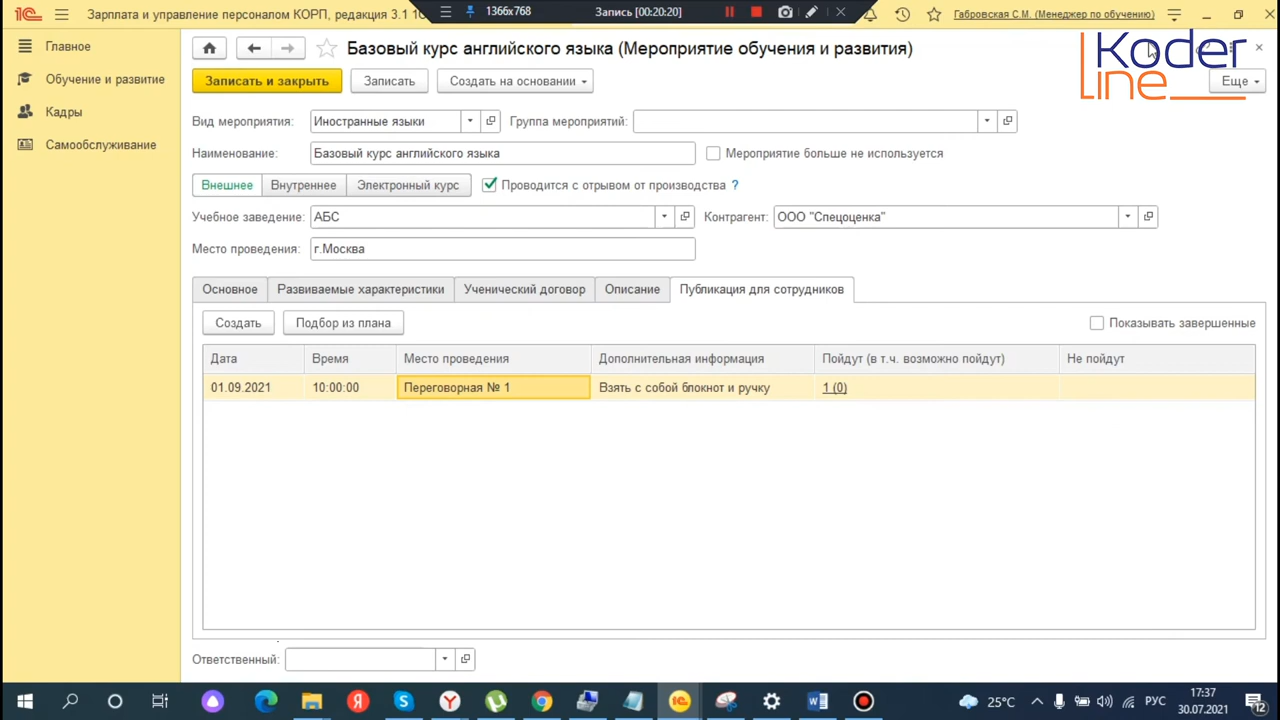 Зарплата и управление персоналом КОРП, редакция 3.1
1366x768
Запись [00:20:20]
Габровская С.М. (Менеджер по обучению)
Главное
Обучение и развитие
Кадры
Самообслуживание
Базовый курс английского языка (Мероприятие обучения и развития)
Koder
line
Записать и закрыть
Записать
Создать на основании
Еще
Вид мероприятия: Иностранные языки
Группа мероприятий:
Наименование: Базовый курс английского языка
Мероприятие больше не используется
Внешнее
Внутреннее
Электронный курс
Проводится с отрывом от производства ?
Учебное заведение: АБС
Контрагент: ООО "Спецоценка"
Место проведения: г.Москва
Основное
Развиваемые характеристики
Ученический договор
Описание
Публикация для сотрудников
Создать
Подбор из плана
Показывать завершенные
Дата
Время
Место проведения
Дополнительная информация
Пойдут (в т.ч. возможно пойдут)
Не пойдут
01.09.2021
10:00:00
Переговорная № 1
Взять с собой блокнот и ручку
1 (0)
Ответственный:
25°C
РУС
17:37
30.07.2021
12